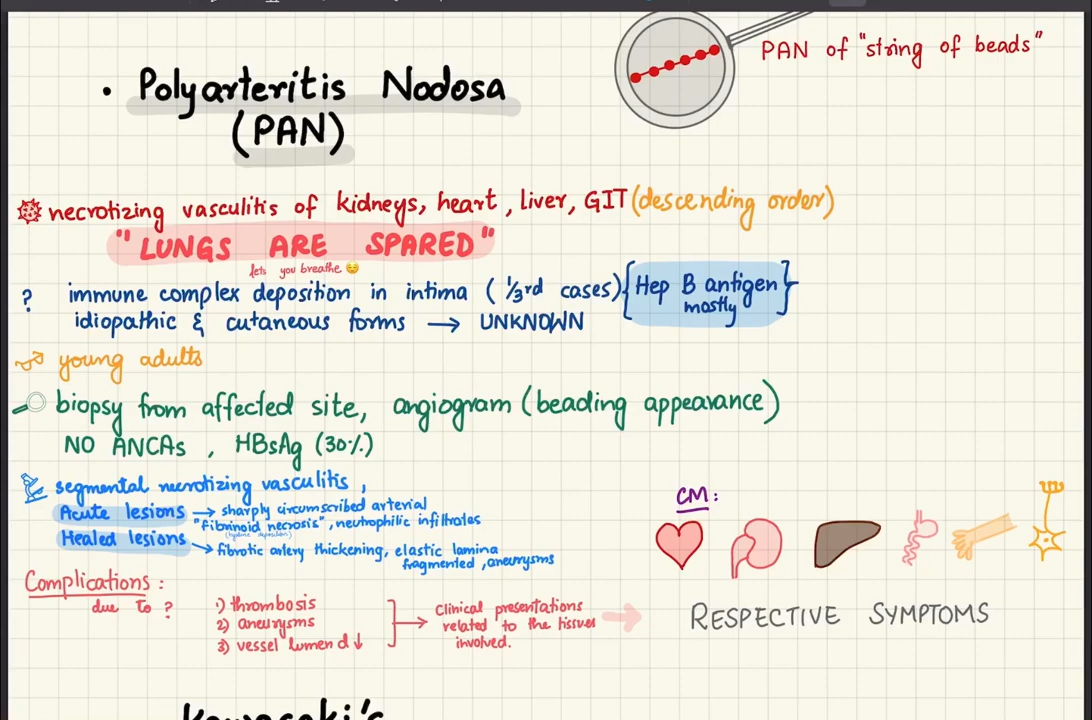 PAN of "string of beads"
• Polyarteritis Nodosa
(PAN)
necrotizing vasculitis of kidneys, heart, liver, GIT (descending order)
"LUNGS ARE SPARED"
lets you breathe 😌
? immune complex deposition in intima (1/3rd cases) {Hep B antigen mostly}
idiopathic & cutaneous forms → UNKNOWN
young adults
biopsy from affected site, angiogram (beading appearance)
NO ANCAs, HBsAg (30%)
segmental necrotizing vasculitis,
Acute lesions → sharply circumscribed arterial
"fibrinoid necrosis", neutrophilic infiltrates
(hyaline deposition)
Healed lesions → fibrotic artery thickening, elastic lamina
fragmented, aneurysms
CM:
Complications:
due to ?
1) thrombosis
2) aneurysms
3) vessel lumen d↓
Clinical presentations
related to the tissues
involved.
RESPECTIVE SYMPTOMS